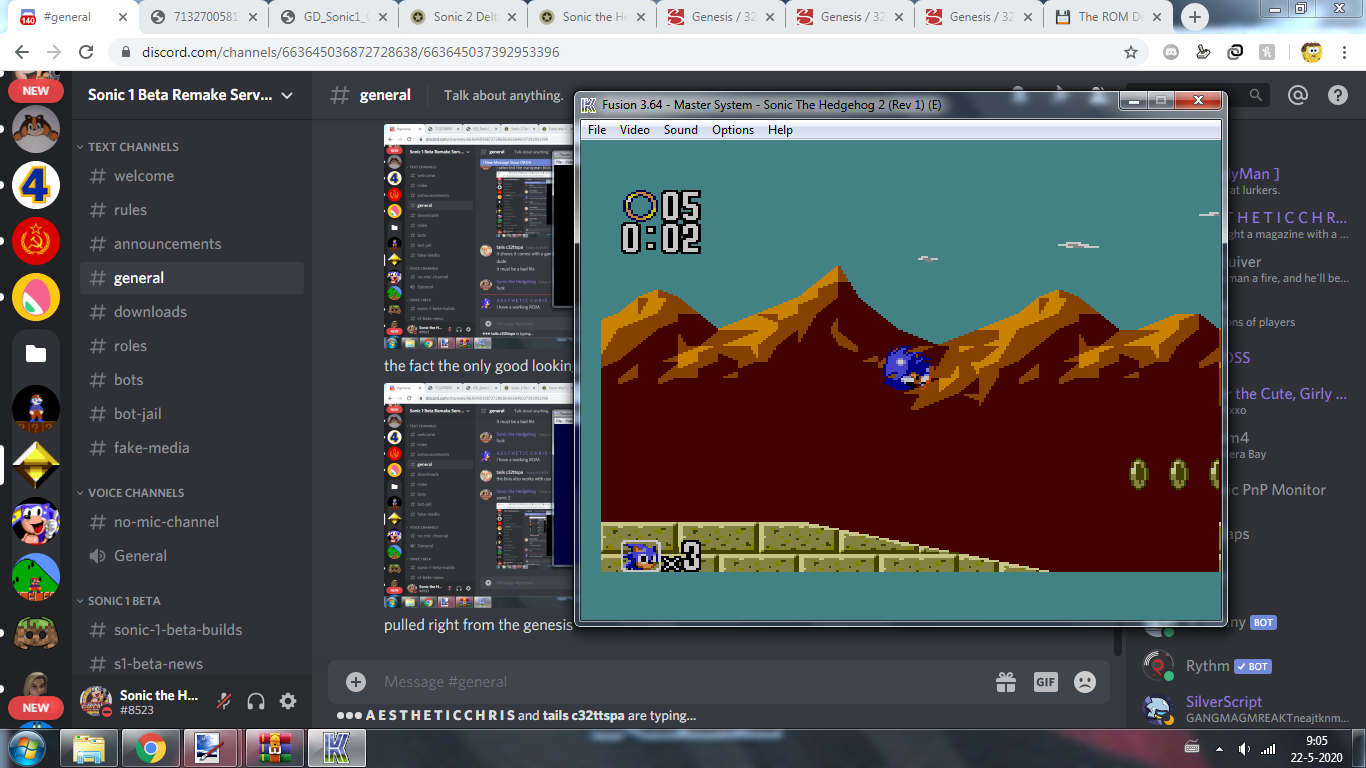 140
#general
7132700581
GD_Sonic1_
Sonic 2 Delt
Sonic the He
Genesis / 32
Genesis / 32
Genesis / 32
The ROM De
discord.com/channels/663645036872728638/663645037392953396
NEW
Sonic 1 Beta Remake Serv...
# general
Talk about anything.
TEXT CHANNELS
# welcome
# rules
# announcements
# general
# downloads
# roles
# bots
# bot-jail
# fake-media
VOICE CHANNELS
# no-mic-channel
General
SONIC 1 BETA
# sonic-1-beta-builds
# s1-beta-news
4
NEW
Sonic the H...
#8523
the fact the only good lookin
pulled right from the genesis
Message #general
GIF
A E S T H E T I C C H R I S and tails c32ttspa are typing...
Fusion 3.64 - Master System - Sonic The Hedgehog 2 (Rev 1) (E)
File Video Sound Options Help
05
0:02
×3
yMan ]
at lurkers.
T H E T I C C H R ...
ght a magazine with a ...
uiver
man a fire, and he'll be...
ons of players
OSS
r the Cute, Girly ...
xxo
m4
era Bay
ic PnP Monitor
aps
ny BOT
Rythm BOT
SilverScript
GANGMAGMREAKTneajtknm...
9:05
22-5-2020